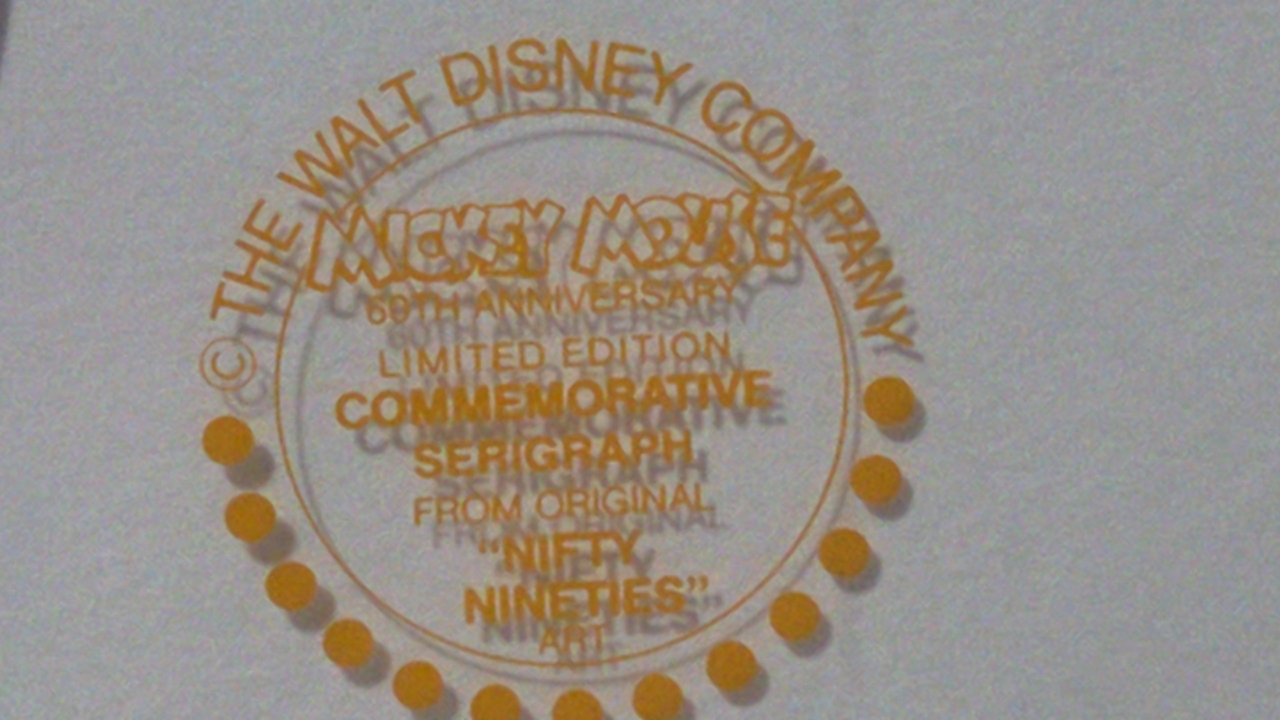 © THE WALT DISNEY COMPANY
MICKEY MOUSE
60TH ANNIVERSARY
LIMITED EDITION
COMMEMORATIVE
SERIGRAPH
FROM ORIGINAL
“NIFTY
NINETIES”
ART